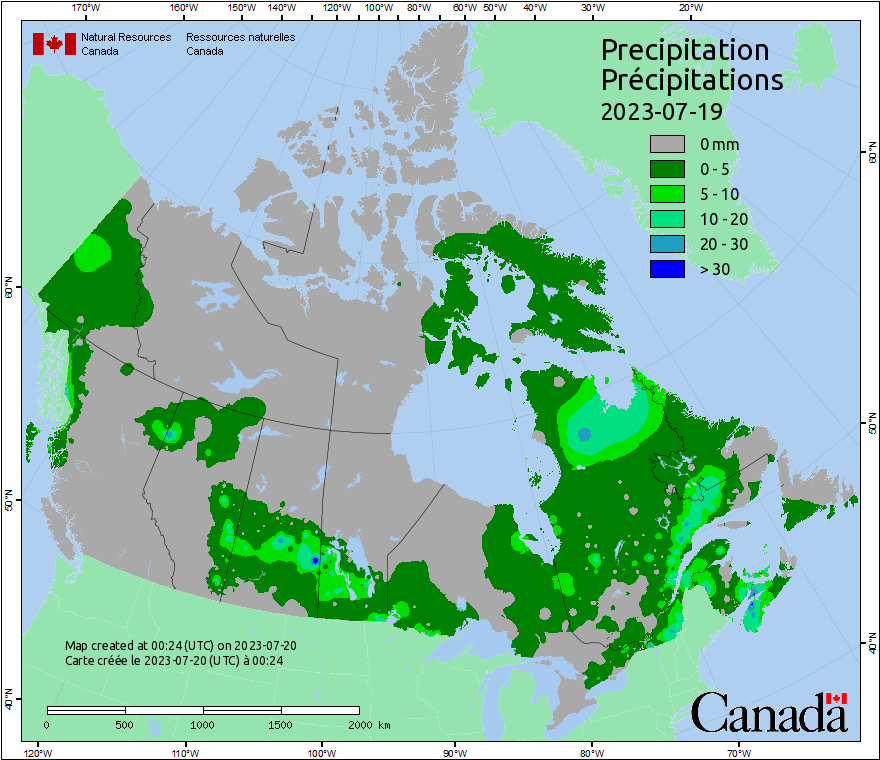 170°W 160°W 150°W 140°W 120°W 100°W 80°W 60°W 50°W 40°W 30°W 20°W
Natural Resources Ressources naturelles
Canada Canada
Precipitation
Précipitations
2023-07-19
0 mm
0 - 5
5 - 10
10 - 20
20 - 30
> 30
60°N
60°N
50°N
50°N
40°N
40°N
Map created at 00:24 (UTC) on 2023-07-20
Carte créée le 2023-07-20 (UTC) à 00:24
0 500 1000 1500 2000 km
Canada
120°W 110°W 100°W 90°W 80°W 70°W